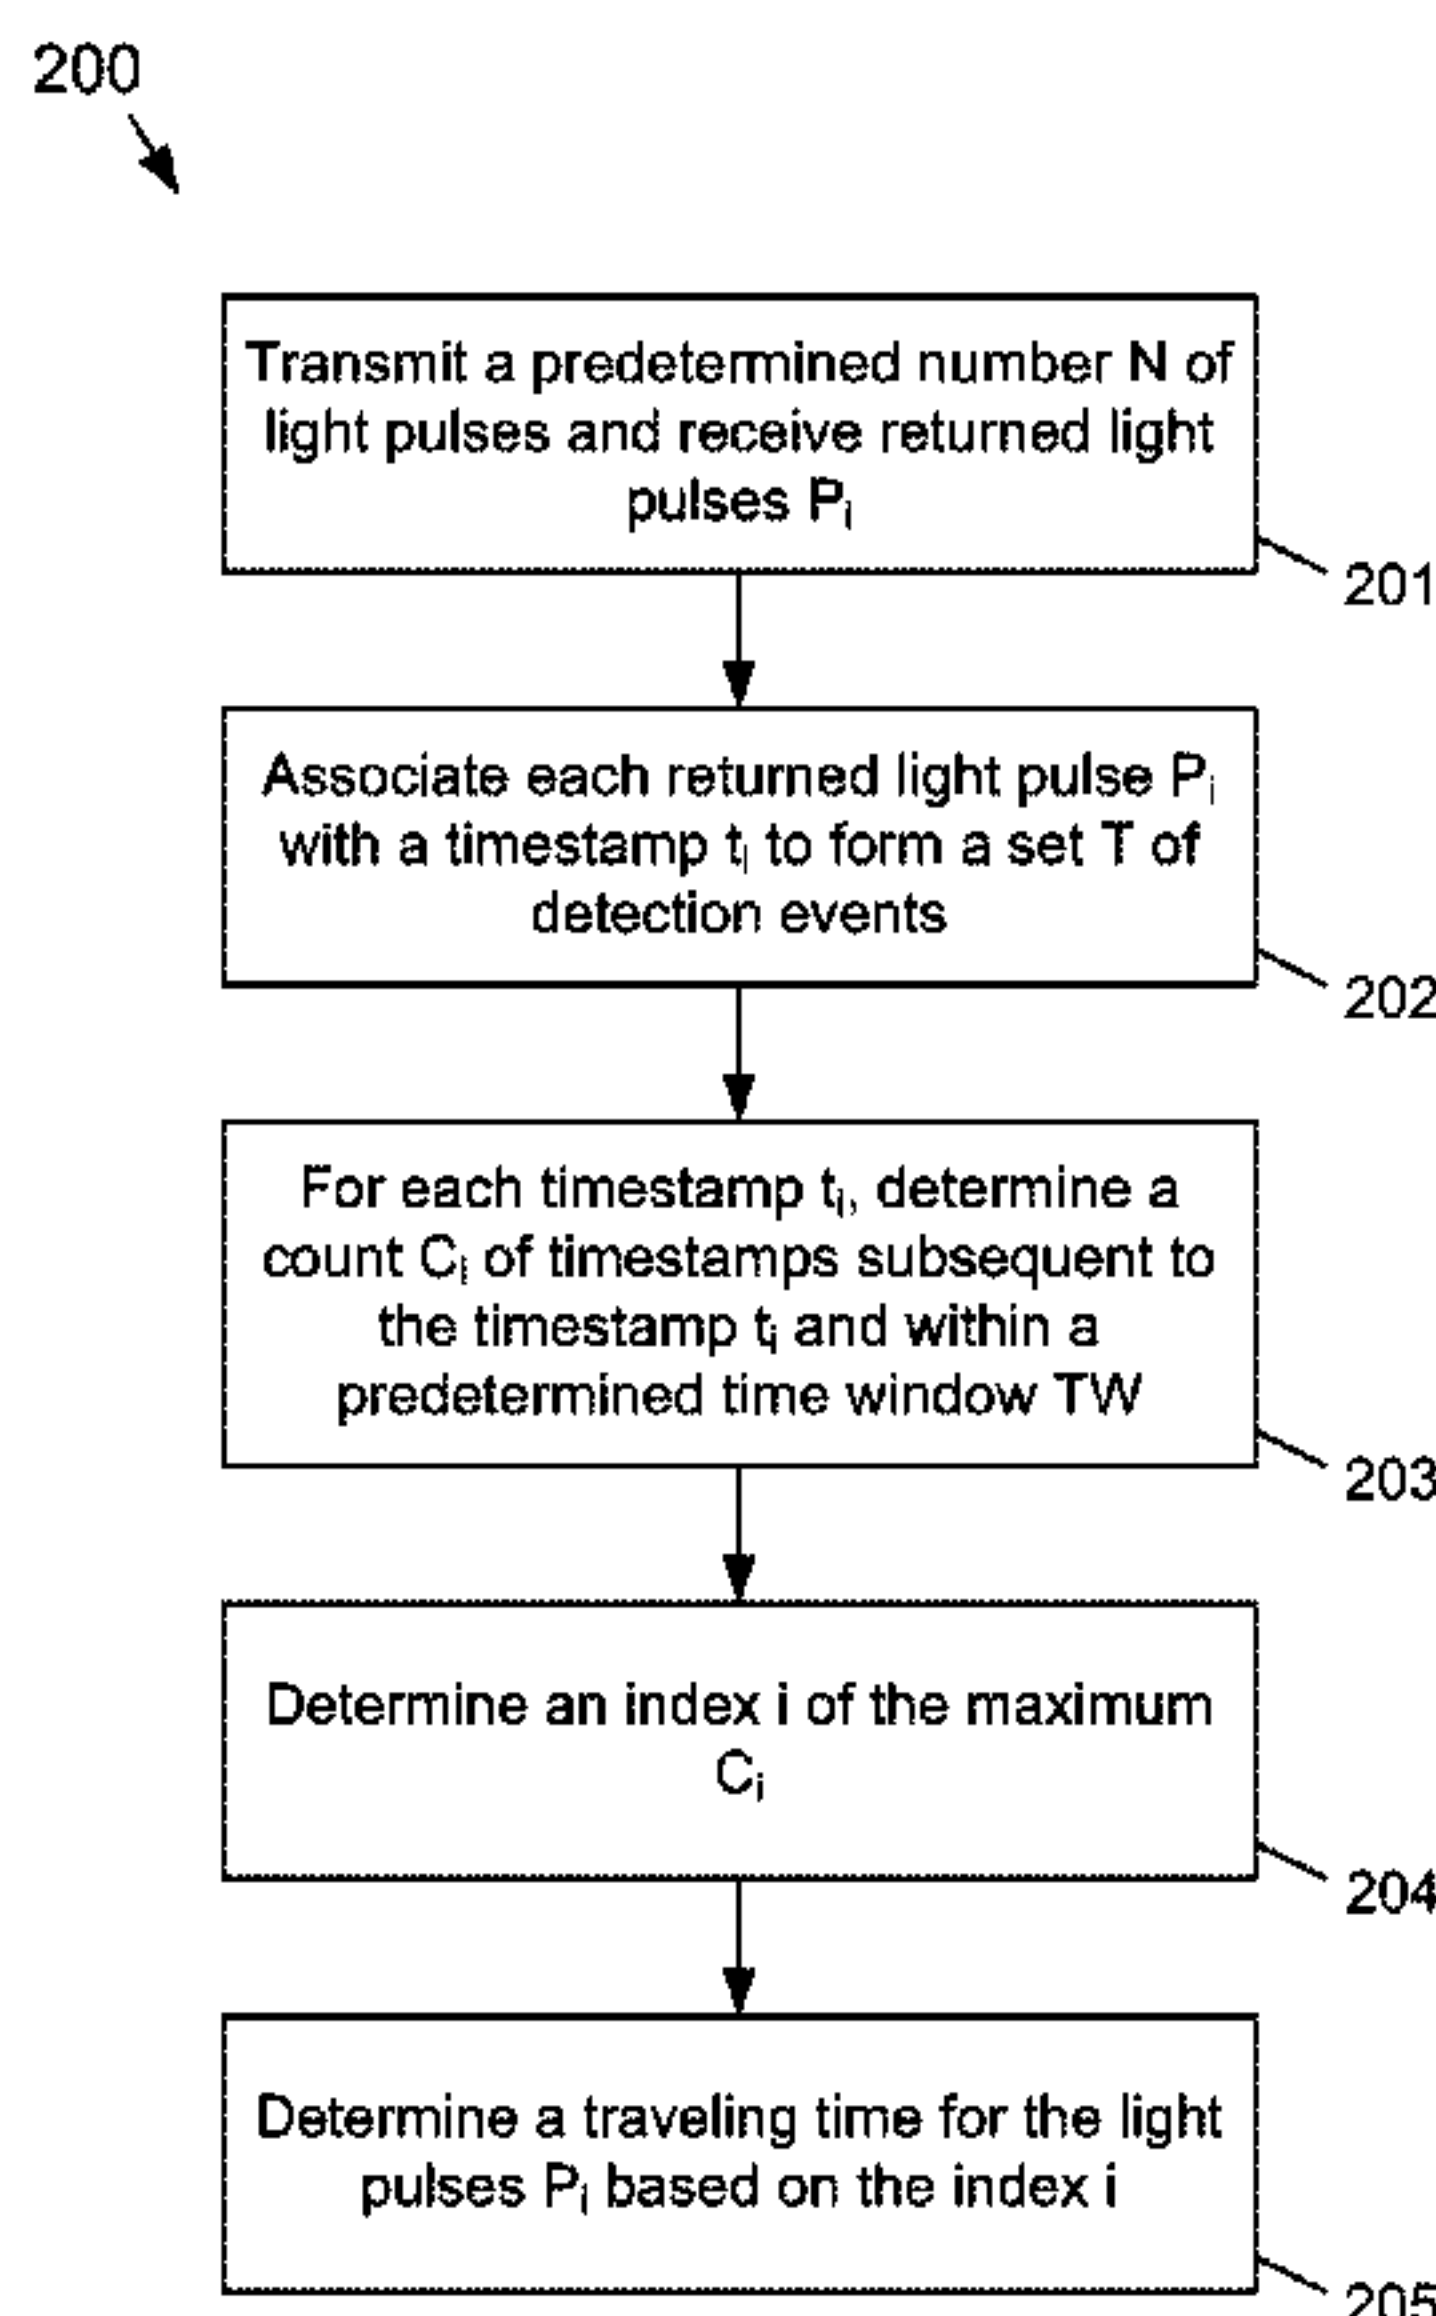 200
Transmit a predetermined number N of
light pulses and receive returned light
pulses Pᵢ
201
Associate each returned light pulse Pᵢ
with a timestamp tᵢ to form a set T of
detection events
202
For each timestamp tᵢ, determine a
count Cᵢ of timestamps subsequent to
the timestamp tᵢ and within a
predetermined time window TW
203
Determine an index i of the maximum
Cᵢ
204
Determine a traveling time for the light
pulses Pᵢ based on the index i
205